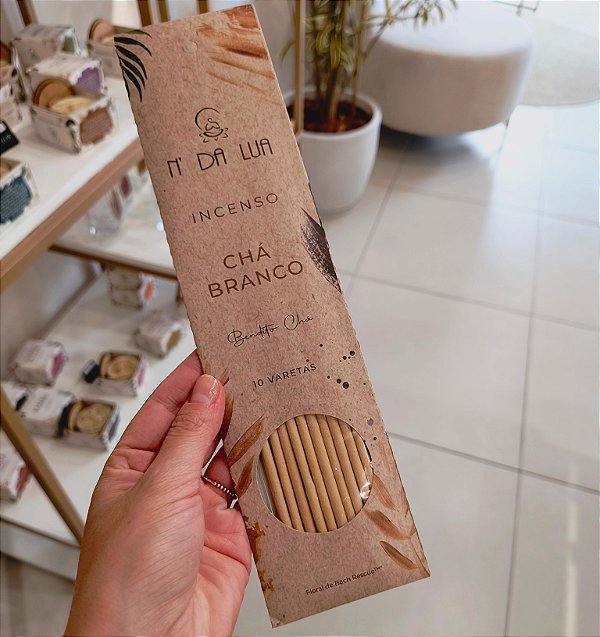 N' DA LUA
INCENSO
CHÁ
BRANCO
Bendito Chá
10 VARETAS
Floral de Bach Rescue